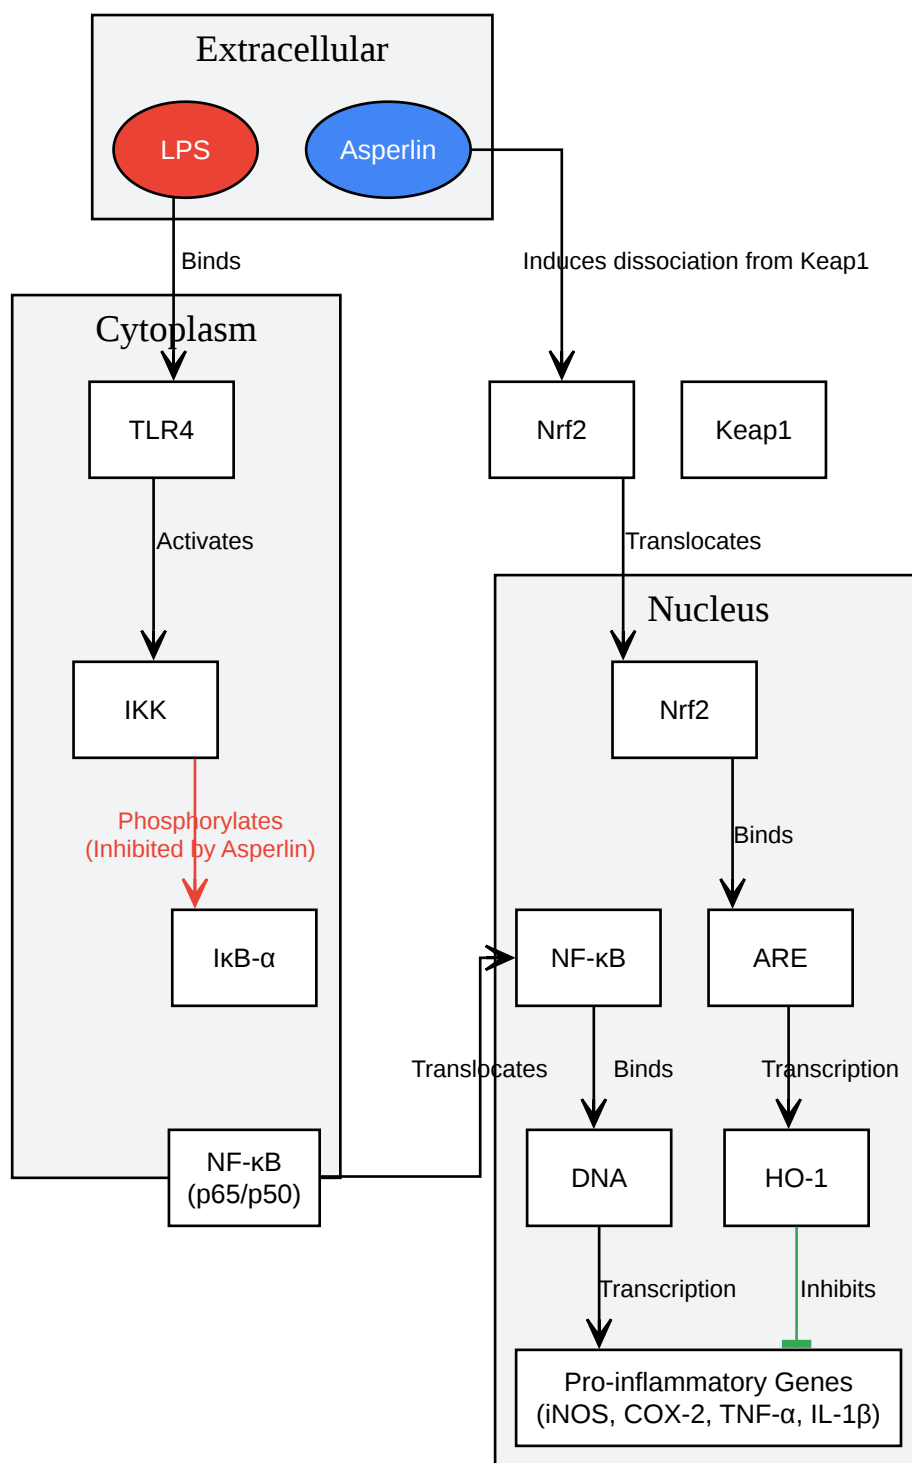 Extracellular
LPS
Asperlin
Binds
Induces dissociation from Keap1
Cytoplasm
TLR4
Nrf2
Keap1
Activates
Translocates
Nucleus
IKK
Nrf2
Phosphorylates
(Inhibited by Asperlin)
Binds
IκB-α
NF-κB
ARE
Translocates
Binds
Transcription
NF-κB
(p65/p50)
DNA
HO-1
Transcription
Inhibits
Pro-inflammatory Genes
(iNOS, COX-2, TNF-α, IL-1β)